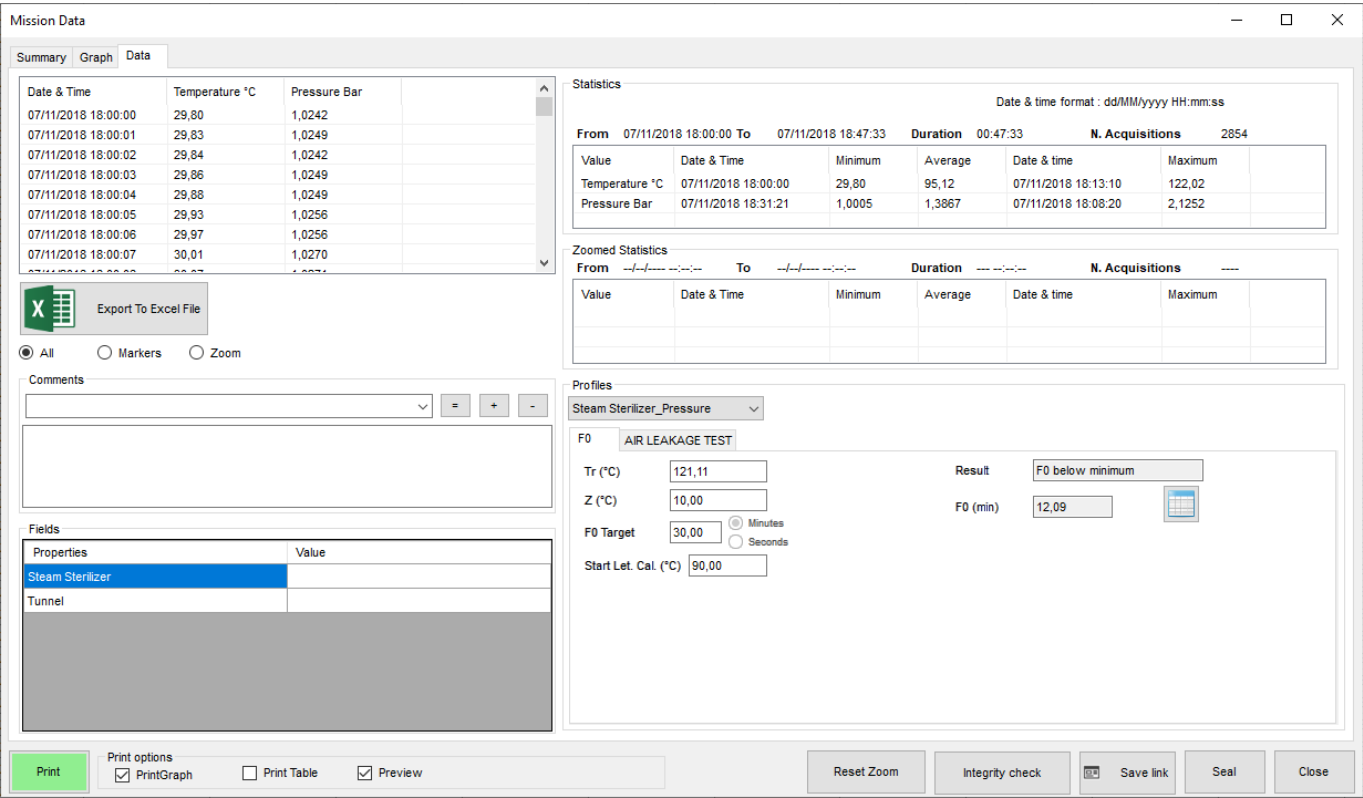 Mission Data
Summary Graph Data
Date & Time Temperature °C Pressure Bar
07/11/2018 18:00:00 29,80 1,0242
07/11/2018 18:00:01 29,83 1,0249
07/11/2018 18:00:02 29,84 1,0242
07/11/2018 18:00:03 29,86 1,0249
07/11/2018 18:00:04 29,88 1,0249
07/11/2018 18:00:05 29,93 1,0256
07/11/2018 18:00:06 29,97 1,0256
07/11/2018 18:00:07 30,01 1,0270
Export To Excel File
All Markers Zoom
Comments
= + -
Fields
Properties Value
Steam Sterilizer
Tunnel
Statistics
Date & time format : dd/MM/yyyy HH:mm:ss
From 07/11/2018 18:00:00 To 07/11/2018 18:47:33 Duration 00:47:33 N. Acquisitions 2854
Value Date & Time Minimum Average Date & time Maximum
Temperature °C 07/11/2018 18:00:00 29,80 95,12 07/11/2018 18:13:10 122,02
Pressure Bar 07/11/2018 18:31:21 1,0005 1,3867 07/11/2018 18:08:20 2,1252
Zoomed Statistics
From --/--/---- --:--:-- To --/--/---- --:--:-- Duration --- --:--:-- N. Acquisitions ----
Value Date & Time Minimum Average Date & time Maximum
Profiles
Steam Sterilizer_Pressure
F0 AIR LEAKAGE TEST
Tr (°C) 121,11 Result F0 below minimum
Z (°C) 10,00 F0 (min) 12,09
F0 Target 30,00 Minutes
Seconds
Start Let. Cal. (°C) 90,00
Print
Print options
PrintGraph Print Table Preview
Reset Zoom Integrity check Save link Seal Close